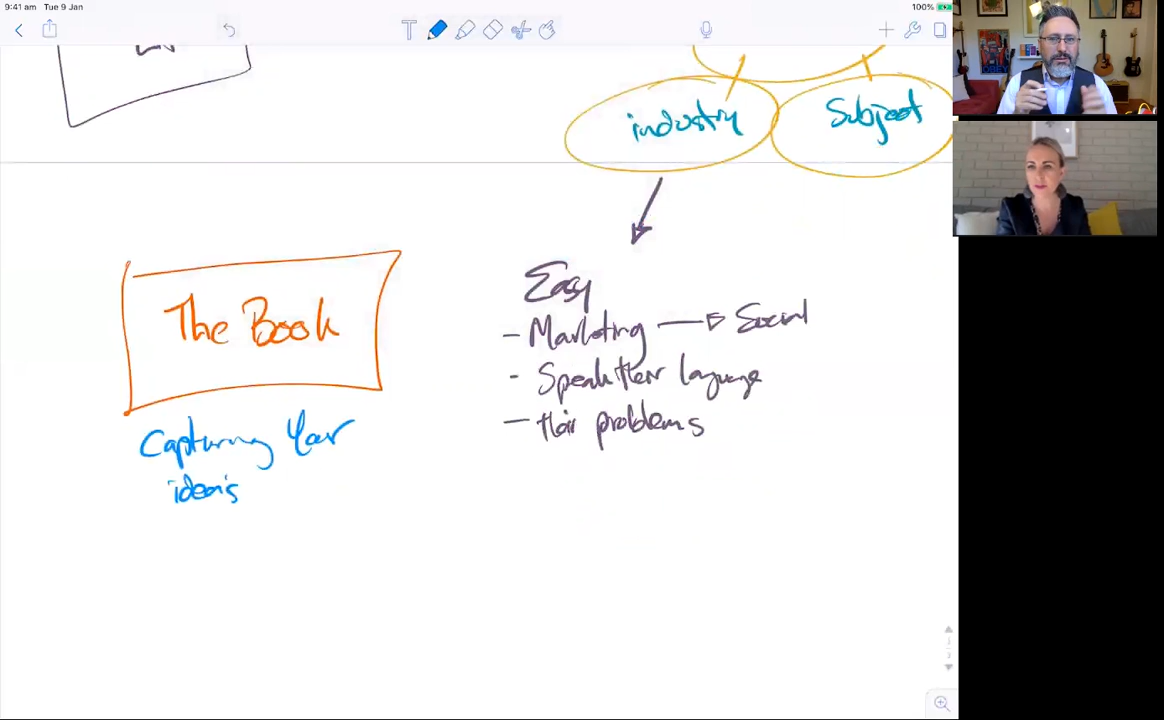 9:41 am Tue 9 Jan
100%
T
industry
Subject
The Book
Capturing Your
idea's
Easy
- Marketing → Social
- Speak their language
- their problems